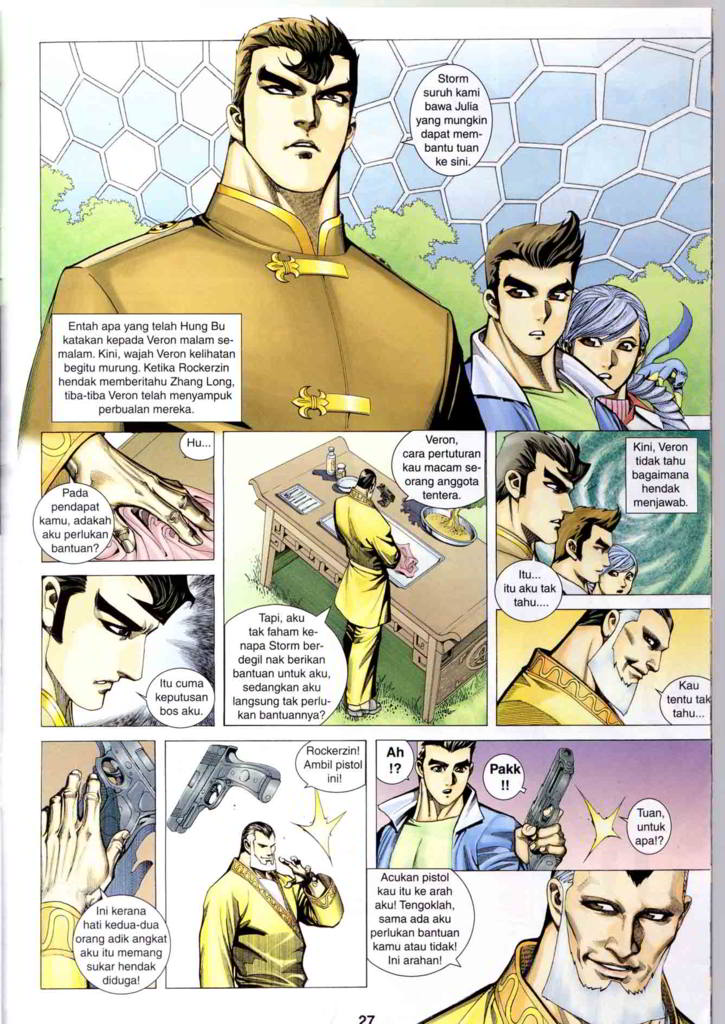 Storm
suruh kami
bawa Julia
yang mungkin
dapat mem-
bantu tuan
ke sini.
Entah apa yang telah Hung Bu
katakan kepada Veron malam se-
malam. Kini, wajah Veron kelihatan
begitu murung. Ketika Rockerzin
hendak memberitahu Zhang Long,
tiba-tiba Veron telah menyampuk
perbualan mereka.
Hu...
Pada
pendapat
kamu, adakah
aku perlukan
bantuan?
Itu cuma
keputusan
bos aku.
Veron,
cara pertuturan
kau macam se-
orang anggota
tentera.
Tapi, aku
tak faham ke-
napa Storm ber-
degil nak berikan
bantuan untuk aku,
sedangkan aku
langsung tak perlu-
kan bantuannya?
Kini, Veron
tidak tahu
bagaimana
hendak
menjawab.
Itu...
itu aku tak
tahu....
Kau
tentu tak
tahu...
Ini kerana
hati kedua-dua
orang adik angkat
aku itu memang
sukar hendak
diduga!
Rockerzin!
Ambil pistol
ini!
Ah
!?
Pakk
!!
Tuan,
untuk
apa!?
Acukan pistol
kau itu ke arah
aku! Tengoklah,
sama ada aku
perlukan bantuan
kamu atau tidak!
Ini arahan!
27